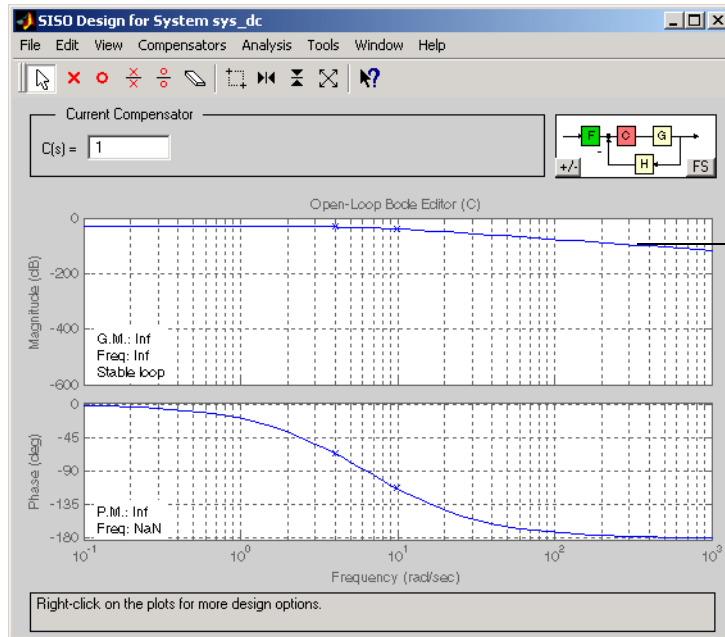 SISO Design for System sys_dc
File Edit View Compensators Analysis Tools Window Help
Current Compensator
C(s) = 1
F C G
H
+/- FS
Open-Loop Bode Editor (C)
Magnitude (dB)
0
-200
-400
-600
G.M.: Inf
Freq: Inf
Stable loop
Phase (deg)
0
-45
-90
-135
-180
P.M.: Inf
Freq: NaN
10^-1 10^0 10^1 10^2 10^3
Frequency (rad/sec)
Right-click on the plots for more design options.